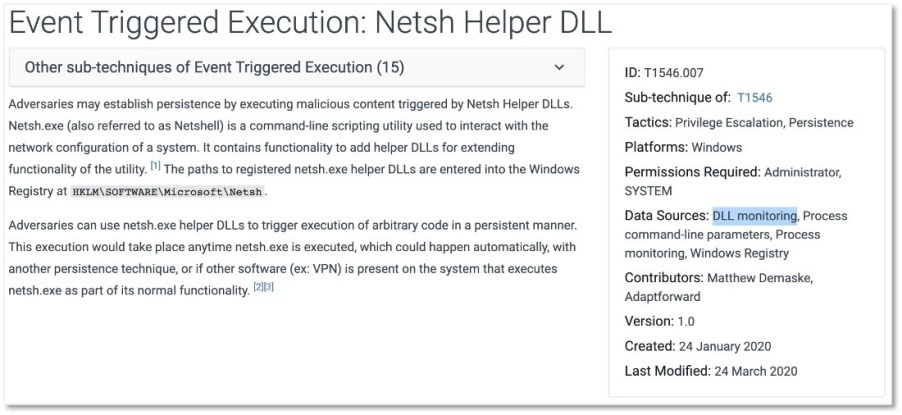 Event Triggered Execution: Netsh Helper DLL
Other sub-techniques of Event Triggered Execution (15)
Adversaries may establish persistence by executing malicious content triggered by Netsh Helper DLLs.
Netsh.exe (also referred to as Netshell) is a command-line scripting utility used to interact with the
network configuration of a system. It contains functionality to add helper DLLs for extending
functionality of the utility. [1] The paths to registered netsh.exe helper DLLs are entered into the Windows
Registry at HKLM\SOFTWARE\Microsoft\Netsh.
Adversaries can use netsh.exe helper DLLs to trigger execution of arbitrary code in a persistent manner.
This execution would take place anytime netsh.exe is executed, which could happen automatically, with
another persistence technique, or if other software (ex: VPN) is present on the system that executes
netsh.exe as part of its normal functionality. [2][3]
ID: T1546.007
Sub-technique of: T1546
Tactics: Privilege Escalation, Persistence
Platforms: Windows
Permissions Required: Administrator,
SYSTEM
Data Sources: DLL monitoring, Process
command-line parameters, Process
monitoring, Windows Registry
Contributors: Matthew Demaske,
Adaptforward
Version: 1.0
Created: 24 January 2020
Last Modified: 24 March 2020